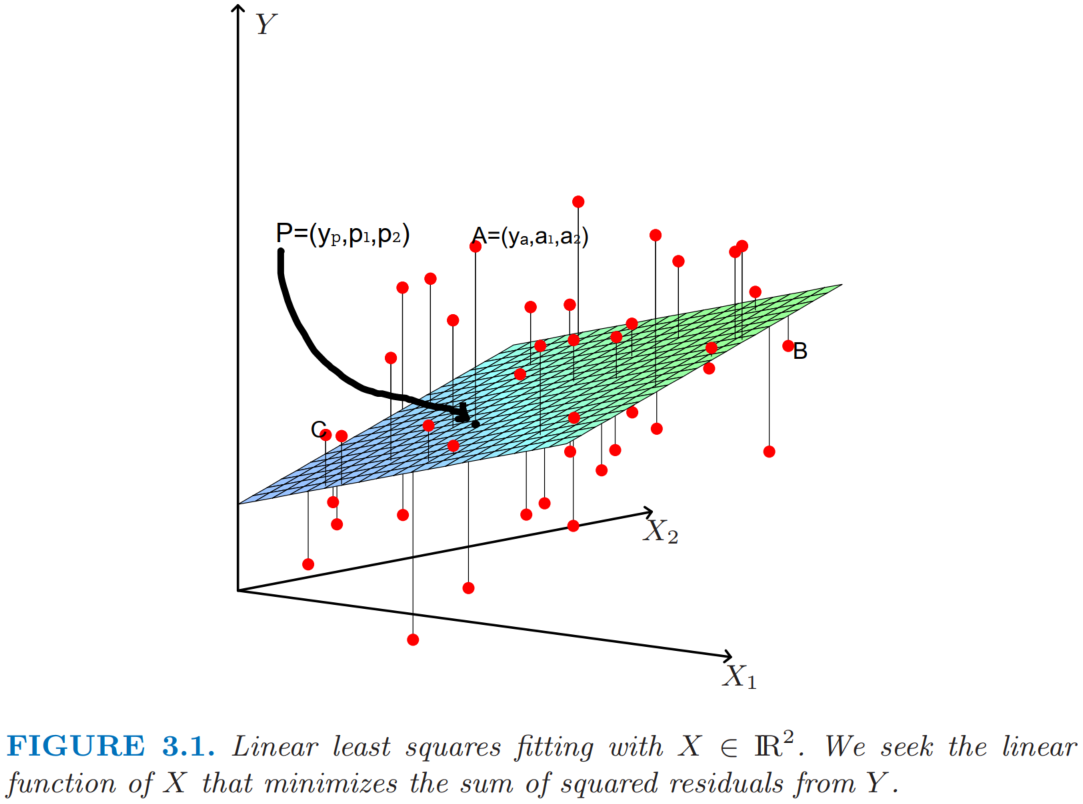 Y
P=(yₚ,p₁,p₂)
A=(yₐ,a₁,a₂)
B
C
X₂
X₁
FIGURE 3.1. Linear least squares fitting with X ∈ ℝ². We seek the linear
function of X that minimizes the sum of squared residuals from Y.